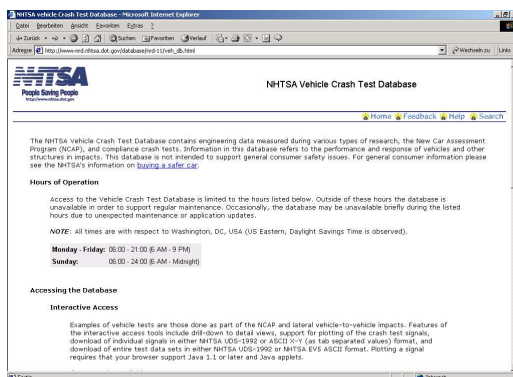 NHTSA vehicle Crash Test Database - Microsoft Internet Explorer
Datei Bearbeiten Ansicht Favoriten Extras ?
Zurück Suchen Favoriten Verlauf
Adresse http://www-nrd.nhtsa.dot.gov/database/nrd-11/veh_db.html Wechseln zu Links
NHTSA
People Saving People
http://www.nhtsa.dot.gov
NHTSA Vehicle Crash Test Database
Home Feedback Help Search
The NHTSA Vehicle Crash Test Database contains engineering data measured during various types of research, the New Car Assessment
Program (NCAP), and compliance crash tests. Information in this database refers to the performance and response of vehicles and other
structures in impacts. This database is not intended to support general consumer safety issues. For general consumer information please
see the NHTSA's information on buying a safer car.
Hours of Operation
Access to the Vehicle Crash Test Database is limited to the hours listed below. Outside of these hours the database is
unavailable in order to support regular maintenance. Occasionally, the database may be unavailable briefly during the listed
hours due to unexpected maintenance or application updates.
NOTE: All times are with respect to Washington, DC, USA (US Eastern, Daylight Savings Time is observed).
Monday - Friday: 06:00 - 21:00 (6 AM - 9 PM)
Sunday: 06:00 - 24:00 (6 AM - Midnight)
Accessing the Database
Interactive Access
Examples of vehicle tests are those done as part of the NCAP and lateral vehicle-to-vehicle impacts. Features of
the interactive access tools include drill-down to detail views, support for plotting of the crash test signals,
download of individual signals in either NHTSA UDS-1992 or ASCII X-Y (as tab separated values) format, and
download of entire test data sets in either NHTSA UDS-1992 or NHTSA EV5 ASCII format. Plotting a signal
requires that your browser support Java 1.1 or later and Java applets.